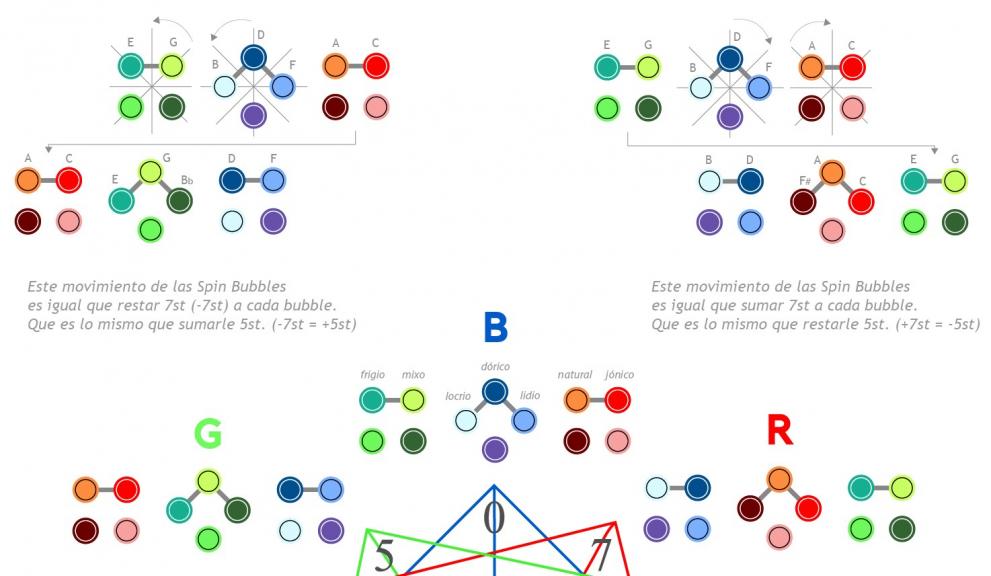 E G B D F A C
E G B D F A C
A C E G Bb D F
B D F# A C E G
Este movimiento de las Spin Bubbles
es igual que restar 7st (-7st) a cada bubble.
Que es lo mismo que sumarle 5st. (-7st = +5st)
Este movimiento de las Spin Bubbles
es igual que sumar 7st a cada bubble.
Que es lo mismo que restarle 5st. (+7st = -5st)
B
frigio mixo locrio dórico lidio natural jónico
G
R
0
5
7